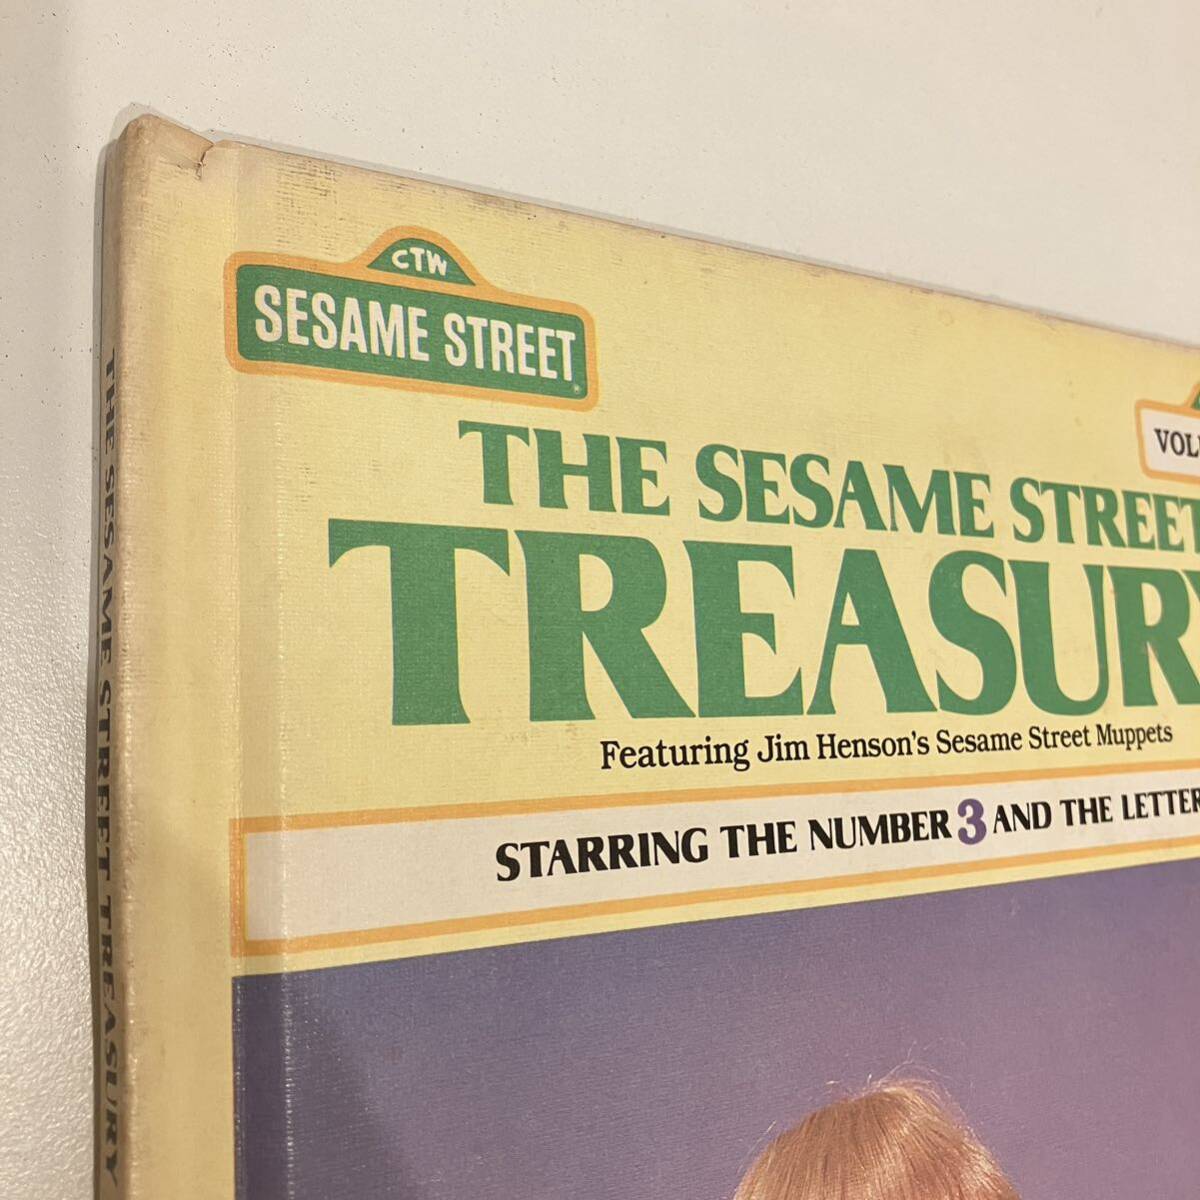 CTW
SESAME STREET
THE SESAME STREET
TREASURY
Featuring Jim Henson's Sesame Street Muppets
STARRING THE NUMBER 3 AND THE LETTER
THE SESAME STREET TREASURY